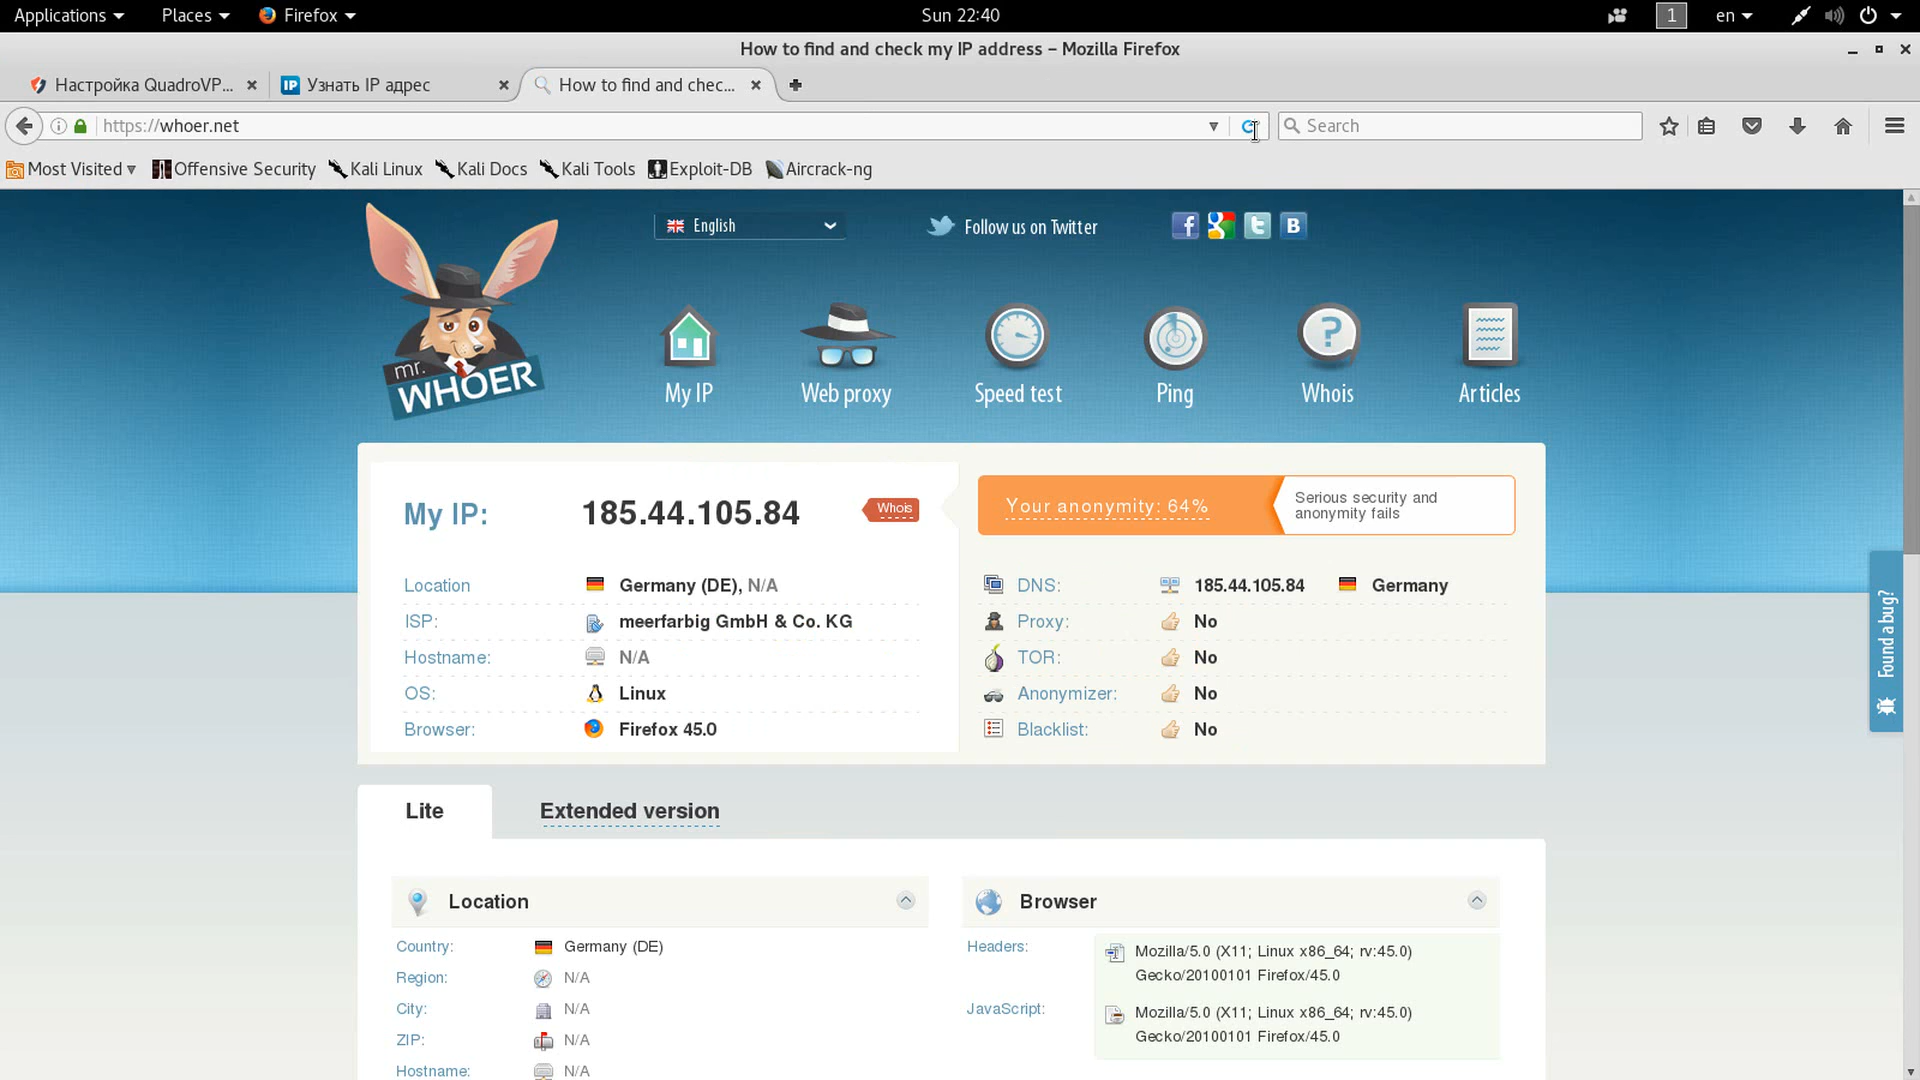 Applications Places Firefox Sun 22:40 1 en
How to find and check my IP address – Mozilla Firefox
Настройка QuadroVP... IP Узнать IP адрес How to find and chec...
https://whoer.net Search
Most Visited Offensive Security Kali Linux Kali Docs Kali Tools Exploit-DB Aircrack-ng
English Follow us on Twitter
mr. WHOER
My IP Web proxy Speed test Ping Whois Articles
My IP: 185.44.105.84 Whois
Your anonymity: 64% Serious security and
anonymity fails
Location Germany (DE), N/A
ISP: meerfarbig GmbH & Co. KG
Hostname: N/A
OS: Linux
Browser: Firefox 45.0
DNS: 185.44.105.84 Germany
Proxy: No
TOR: No
Anonymizer: No
Blacklist: No
Found a bug?
Lite Extended version
Location
Country: Germany (DE)
Region: N/A
City: N/A
ZIP: N/A
Hostname: N/A
Browser
Headers: Mozilla/5.0 (X11; Linux x86_64; rv:45.0)
Gecko/20100101 Firefox/45.0
JavaScript: Mozilla/5.0 (X11; Linux x86_64; rv:45.0)
Gecko/20100101 Firefox/45.0